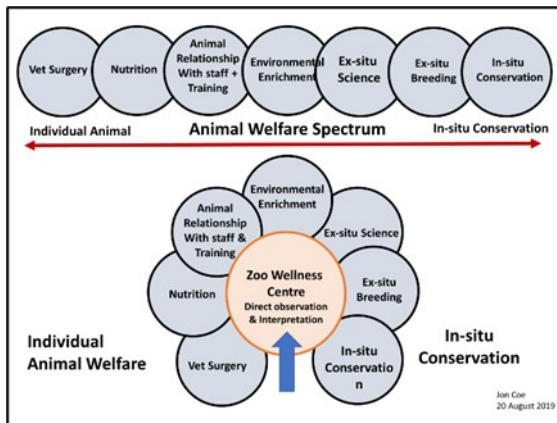 Vet Surgery
Nutrition
Animal
Relationship
With staff +
Training
Environmental
Enrichment
Ex-situ
Science
Ex-situ
Breeding
In-situ
Conservation
Individual Animal
Animal Welfare Spectrum
In-situ Conservation
Environmental
Enrichment
Animal
Relationship
With staff &
Training
Ex-situ Science
Nutrition
Zoo Wellness
Centre
Direct observation
& Interpretation
Ex-situ
Breeding
Individual
Animal Welfare
Vet Surgery
In-situ
Conservatio
n
In-situ
Conservation
Jon Coe
20 August 2019